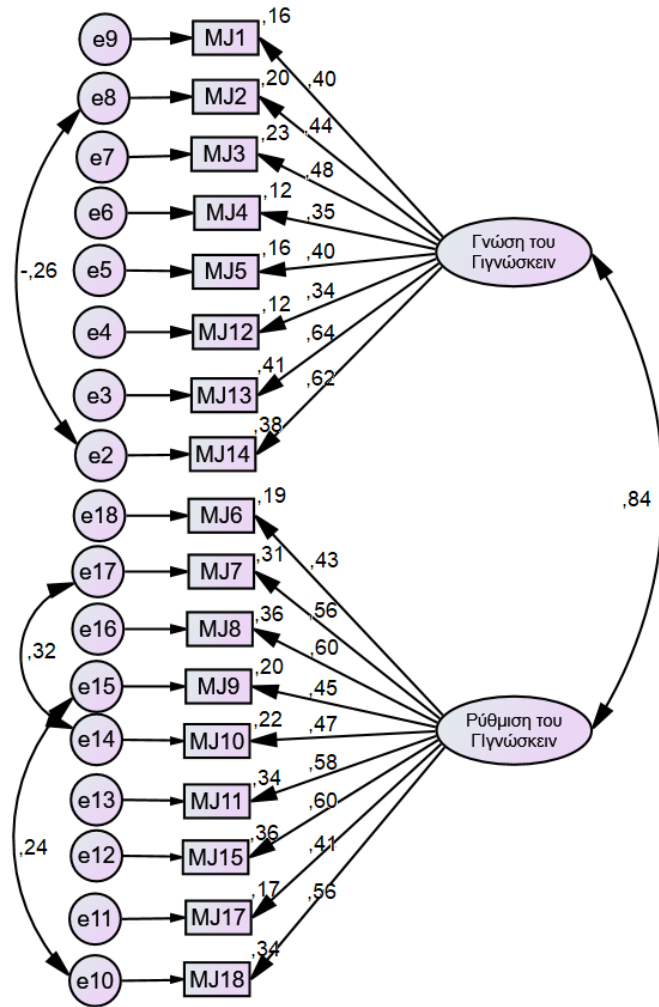 e9 MJ1 ,16 ,40
e8 MJ2 ,20 ,44
e7 MJ3 ,23 ,48
e6 MJ4 ,12 ,35
e5 MJ5 ,16 ,40
e4 MJ12 ,12 ,34
e3 MJ13 ,41 ,64
e2 MJ14 ,38 ,62
-,26
Γνώση του
Γιγνώσκειν
,84
e18 MJ6 ,19 ,43
e17 MJ7 ,31 ,56
e16 MJ8 ,36 ,60
e15 MJ9 ,20 ,45
e14 MJ10 ,22 ,47
e13 MJ11 ,34 ,58
e12 MJ15 ,36 ,60
e11 MJ17 ,17 ,41
e10 MJ18 ,34 ,56
,32
,24
Ρύθμιση του
ΓΙγνώσκειν